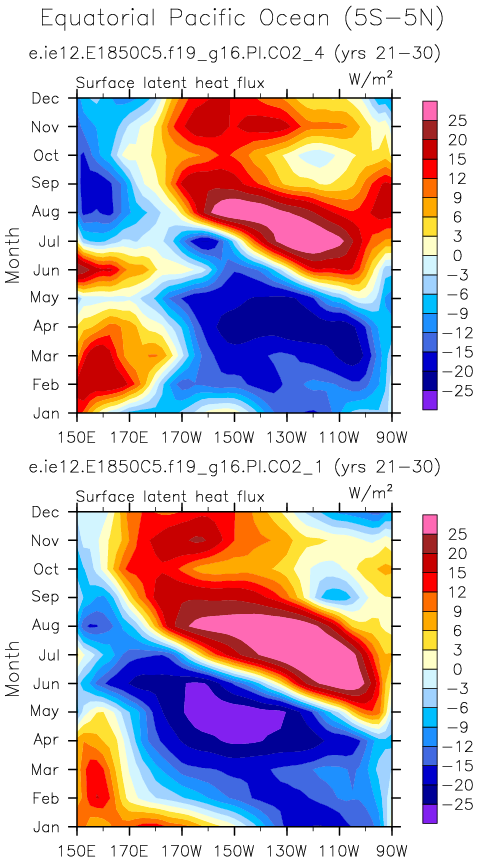 Equatorial Pacific Ocean (5S-5N)
e.ie12.E1850C5.f19_g16.PI.CO2_4 (yrs 21-30)
Surface latent heat flux W/m²
Dec
Nov
Oct
Sep
Aug
Jul
Jun
May
Apr
Mar
Feb
Jan
Month
150E 170E 170W 150W 130W 110W 90W
25
20
15
12
9
6
3
0
-3
-6
-9
-12
-15
-20
-25
e.ie12.E1850C5.f19_g16.PI.CO2_1 (yrs 21-30)
Surface latent heat flux W/m²
Dec
Nov
Oct
Sep
Aug
Jul
Jun
May
Apr
Mar
Feb
Jan
Month
150E 170E 170W 150W 130W 110W 90W
25
20
15
12
9
6
3
0
-3
-6
-9
-12
-15
-20
-25